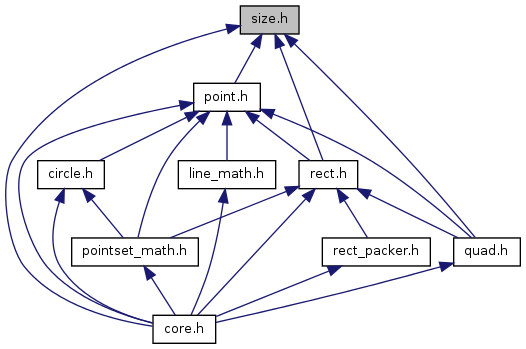 size.h
point.h
circle.h
line_math.h
rect.h
pointset_math.h
rect_packer.h
quad.h
core.h